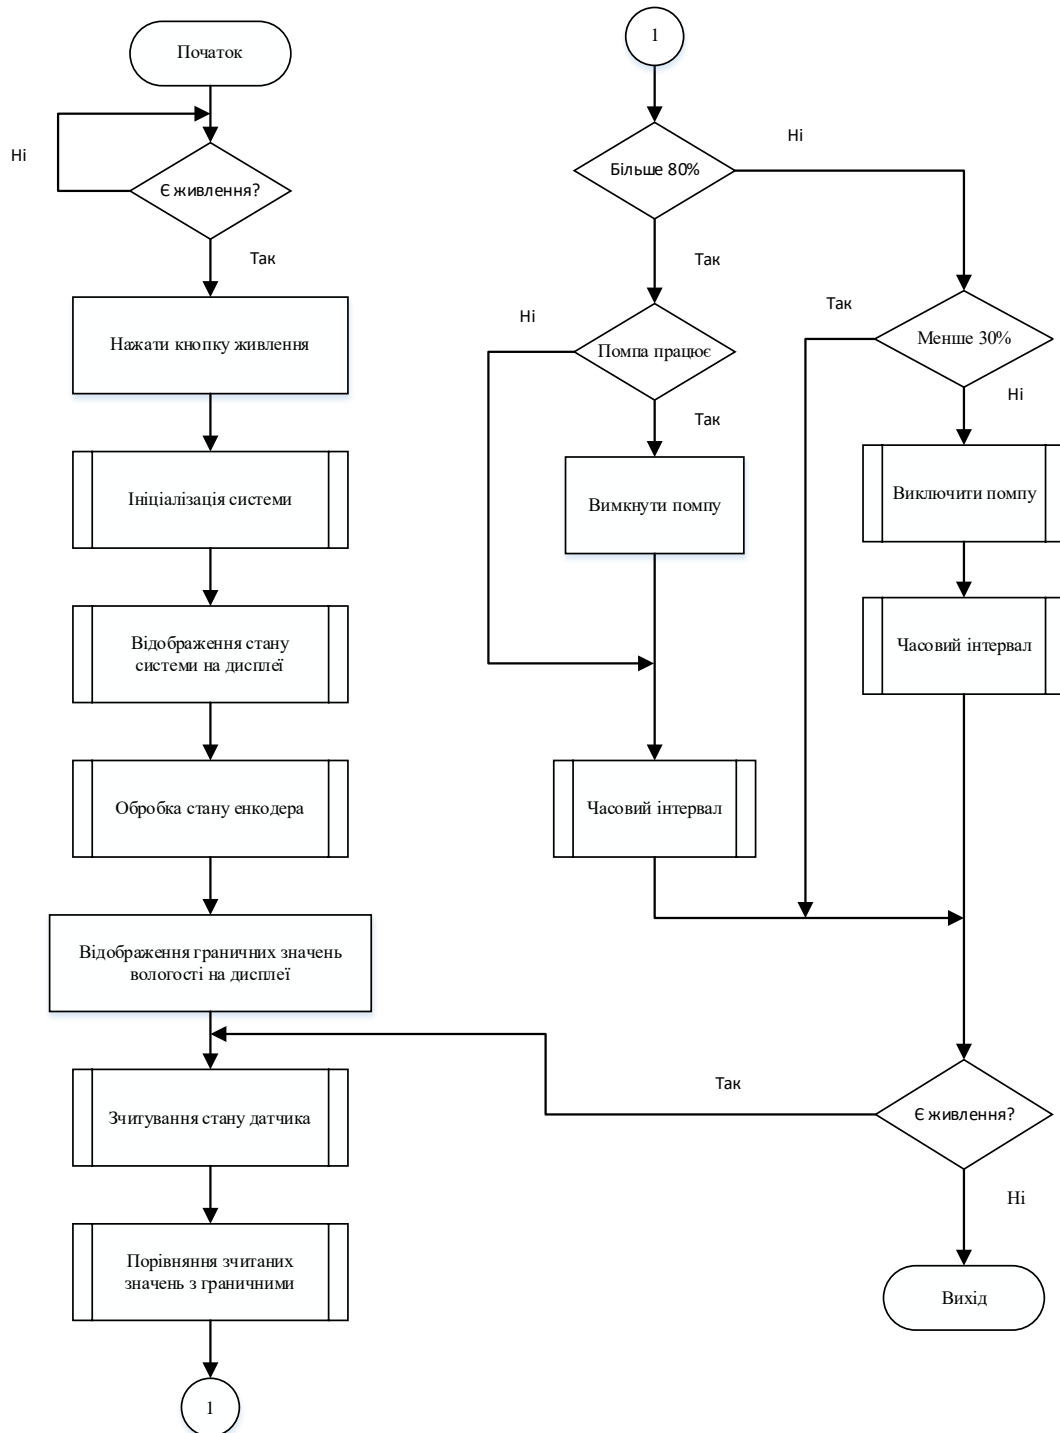 Початок
Ні
Є живлення?
Так
Нажати кнопку живлення
Ініціалізація системи
Відображення стану
системи на дисплеї
Обробка стану енкодера
Відображення граничних значень
вологості на дисплеї
Зчитування стану датчика
Порівняння зчитаних
значень з граничними
1
1
Більше 80%
Ні
Так
Ні
Помпа працює
Так
Вимкнути помпу
Часовий інтервал
Так
Менше 30%
Ні
Виключити помпу
Часовий інтервал
Так
Є живлення?
Ні
Вихід